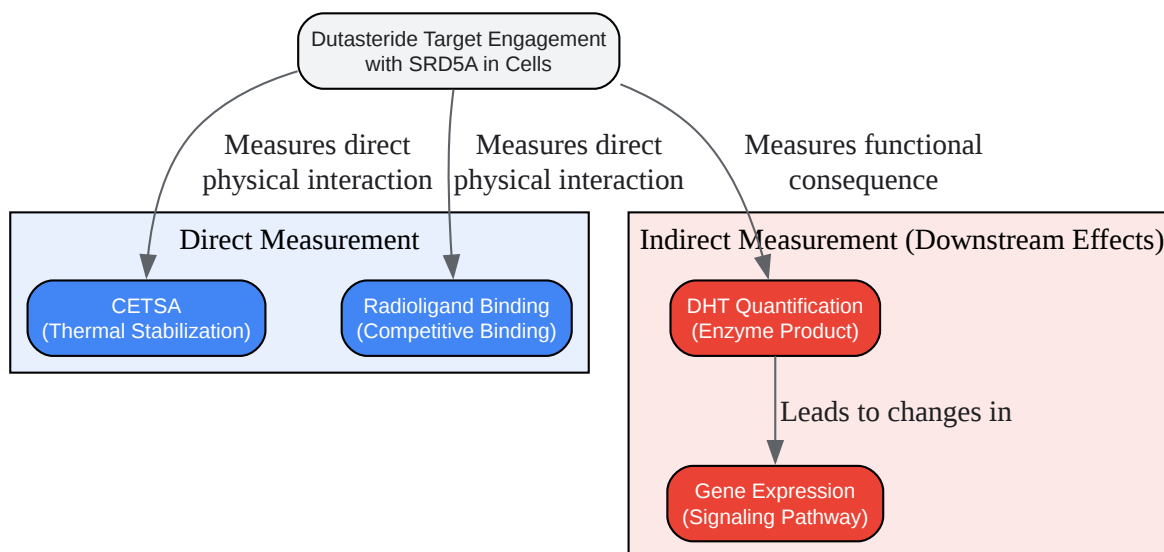 Dutasteride Target Engagement
with SRD5A in Cells
Measures direct
physical interaction
Measures direct
physical interaction
Measures functional
consequence
Direct Measurement
Indirect Measurement (Downstream Effects)
CETSA
(Thermal Stabilization)
Radioligand Binding
(Competitive Binding)
DHT Quantification
(Enzyme Product)
Leads to changes in
Gene Expression
(Signaling Pathway)